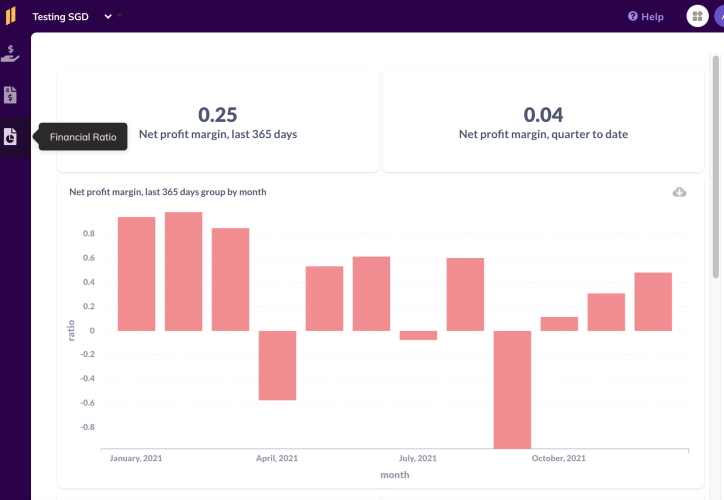 Testing SGD
Help
Financial Ratio
0.25
Net profit margin, last 365 days
0.04
Net profit margin, quarter to date
Net profit margin, last 365 days group by month
0.8
0.6
0.4
0.2
0
-0.2
-0.4
-0.6
-0.8
ratio
January, 2021
April, 2021
July, 2021
October, 2021
month